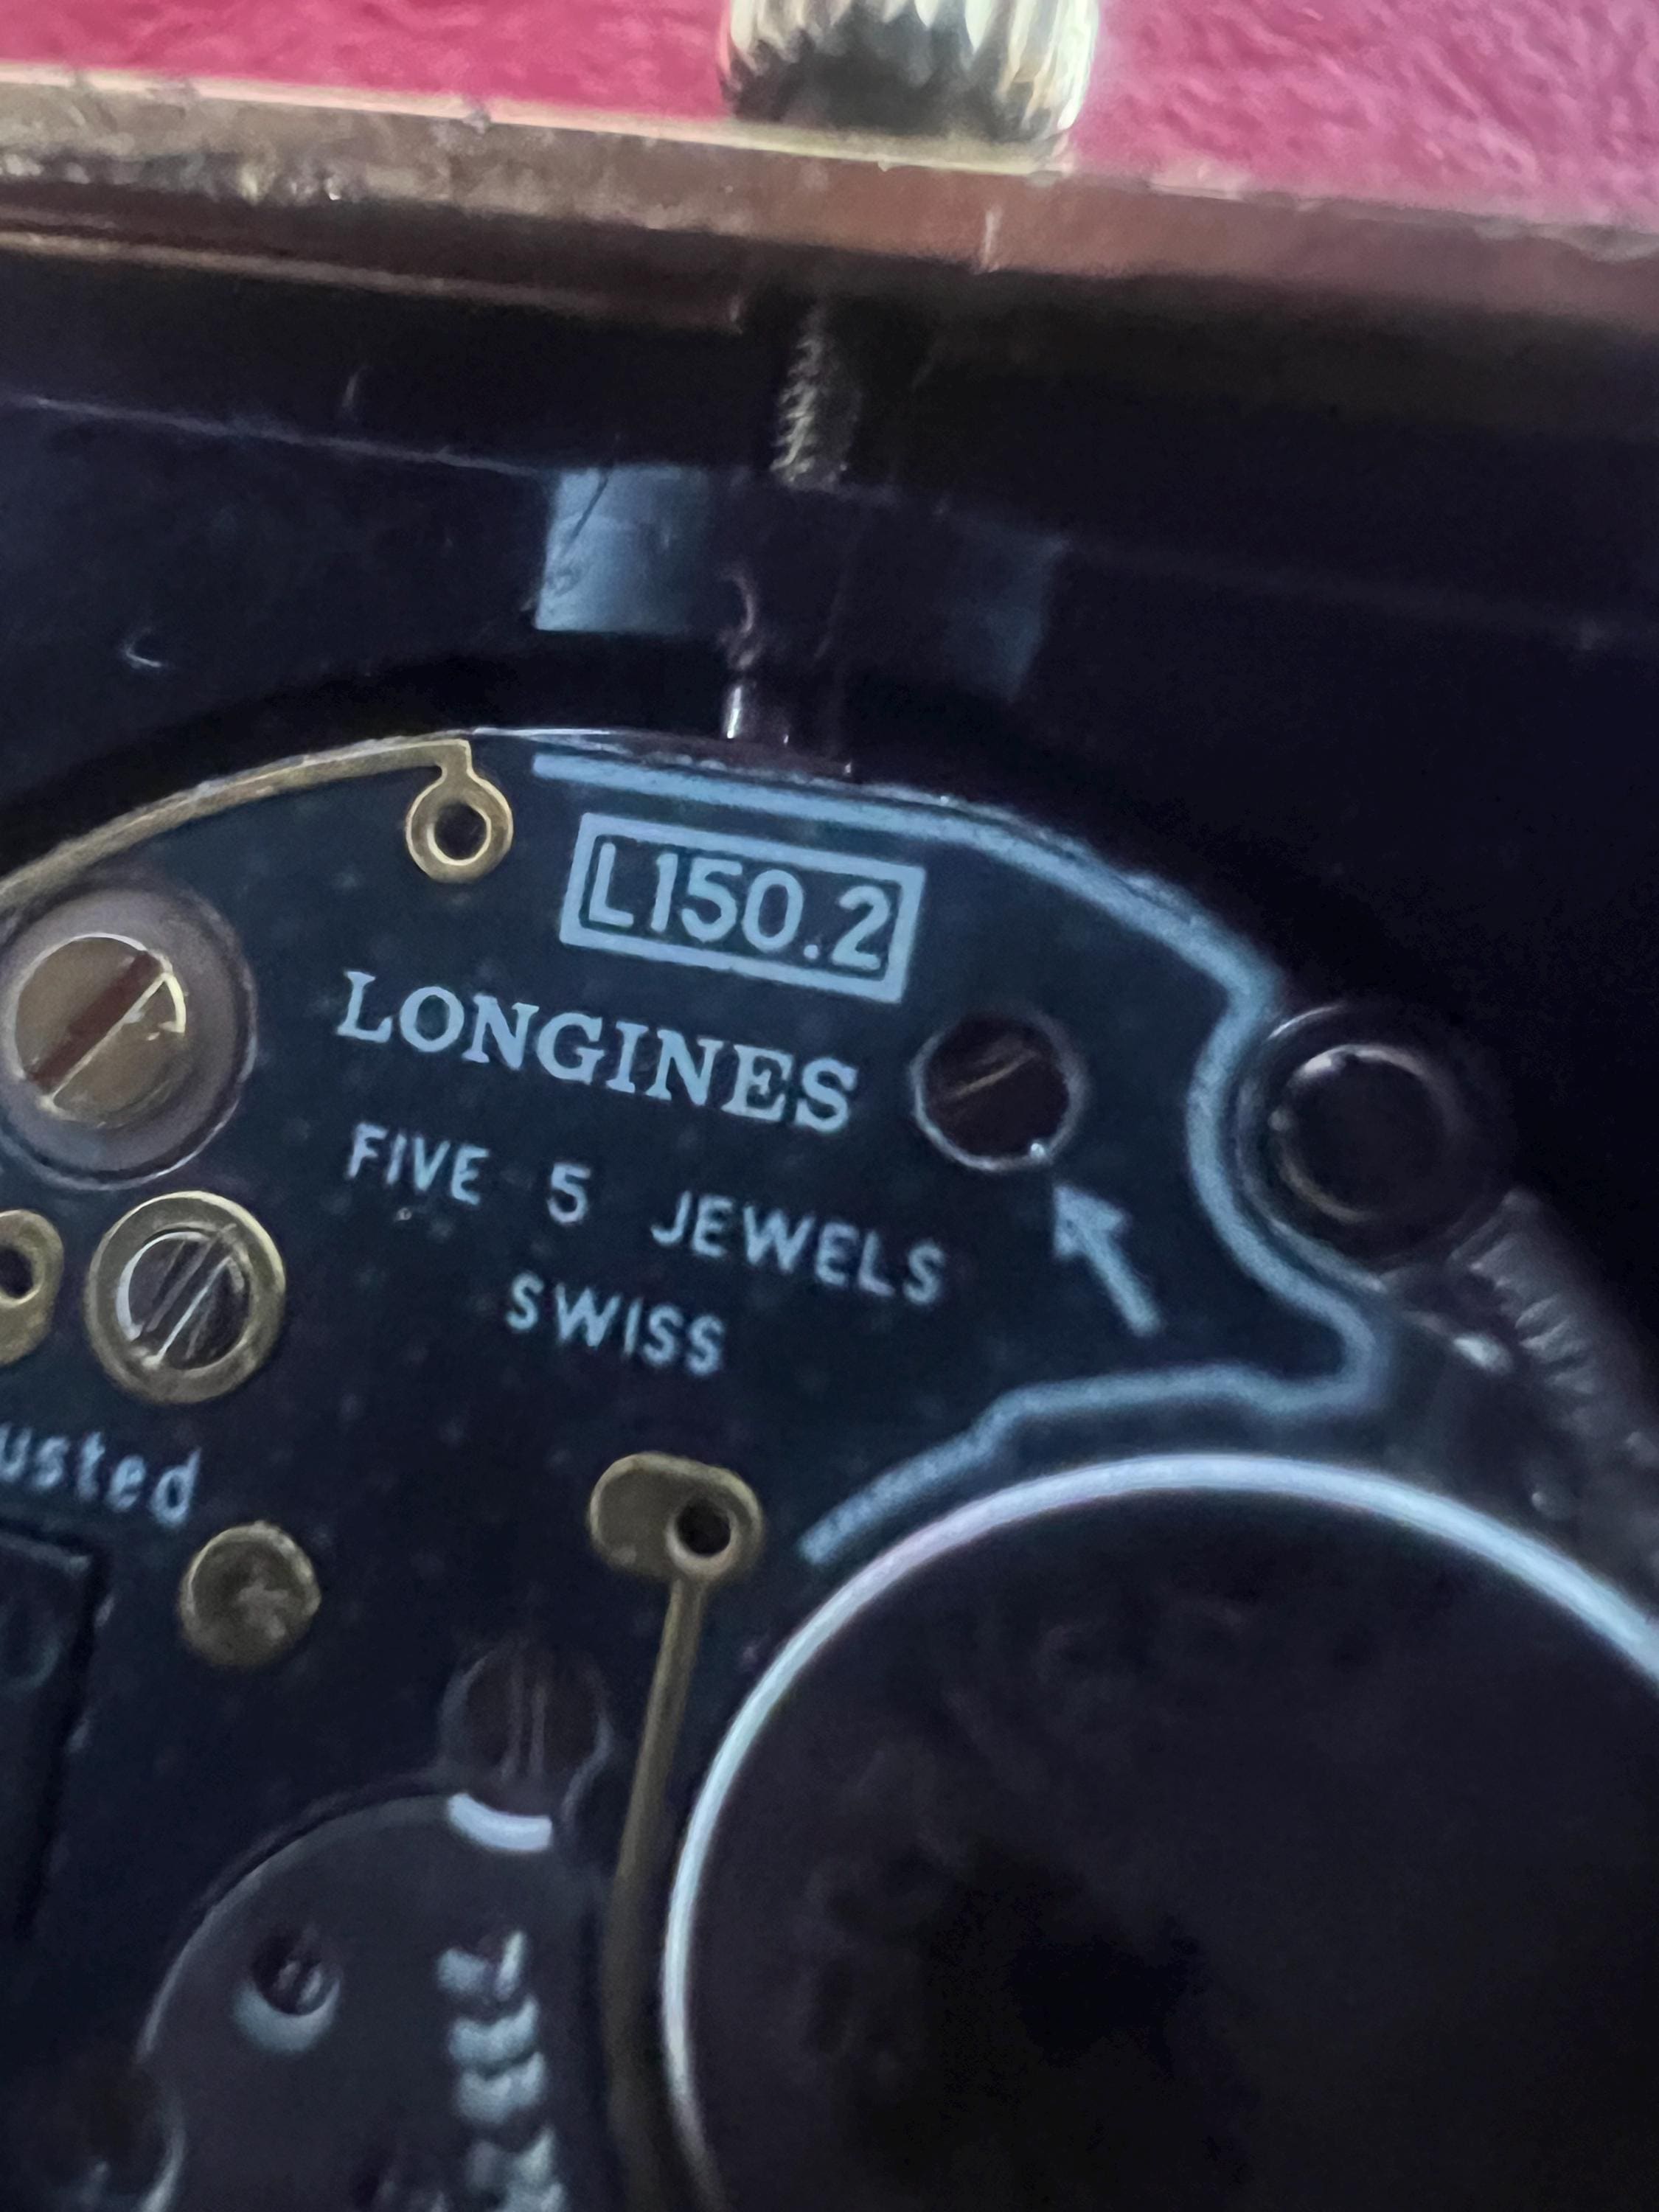 L150.2
LONGINES
FIVE 5 JEWELS
SWISS
usted